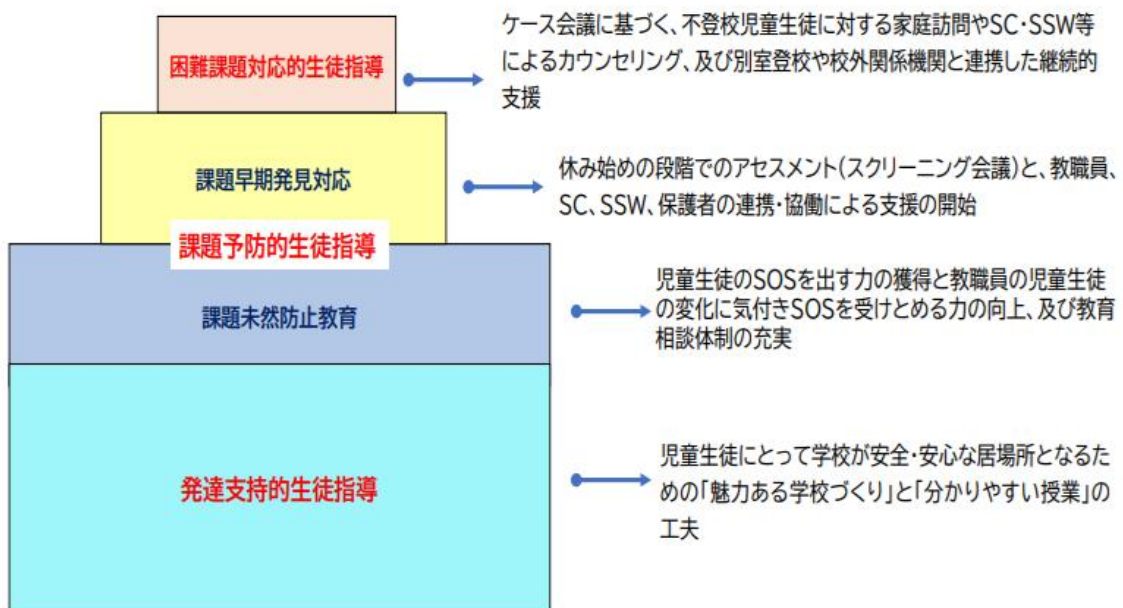 困難課題対応的生徒指導
ケース会議に基づく、不登校児童生徒に対する家庭訪問やSC・SSW等
によるカウンセリング、及び別室登校や校外関係機関と連携した継続的
支援
課題早期発見対応
休み始めの段階でのアセスメント(スクリーニング会議)と、教職員、
SC、SSW、保護者の連携・協働による支援の開始
課題予防的生徒指導
課題未然防止教育
児童生徒のSOSを出す力の獲得と教職員の児童生徒
の変化に気付きSOSを受けとめる力の向上、及び教育
相談体制の充実
発達支持的生徒指導
児童生徒にとって学校が安全・安心な居場所となるた
めの「魅力ある学校づくり」と「分かりやすい授業」の
工夫